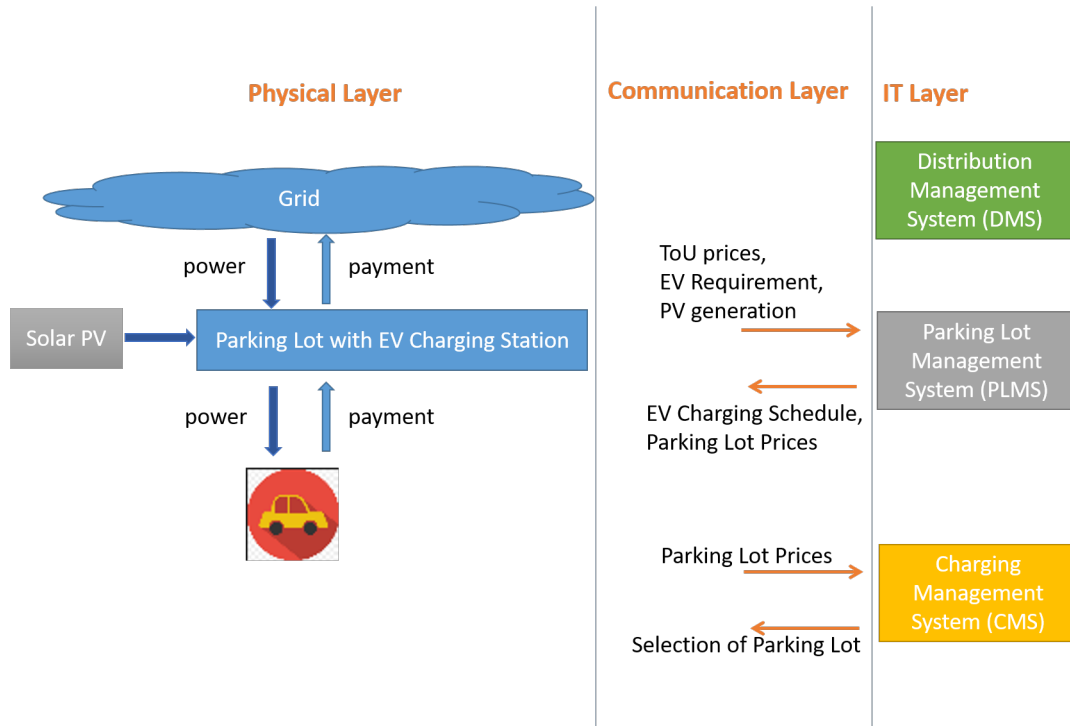 Physical Layer
Communication Layer
IT Layer
Grid
power
payment
Solar PV
Parking Lot with EV Charging Station
power
payment
ToU prices,
EV Requirement,
PV generation
EV Charging Schedule,
Parking Lot Prices
Parking Lot Prices
Selection of Parking Lot
Distribution
Management
System (DMS)
Parking Lot
Management
System (PLMS)
Charging
Management
System (CMS)